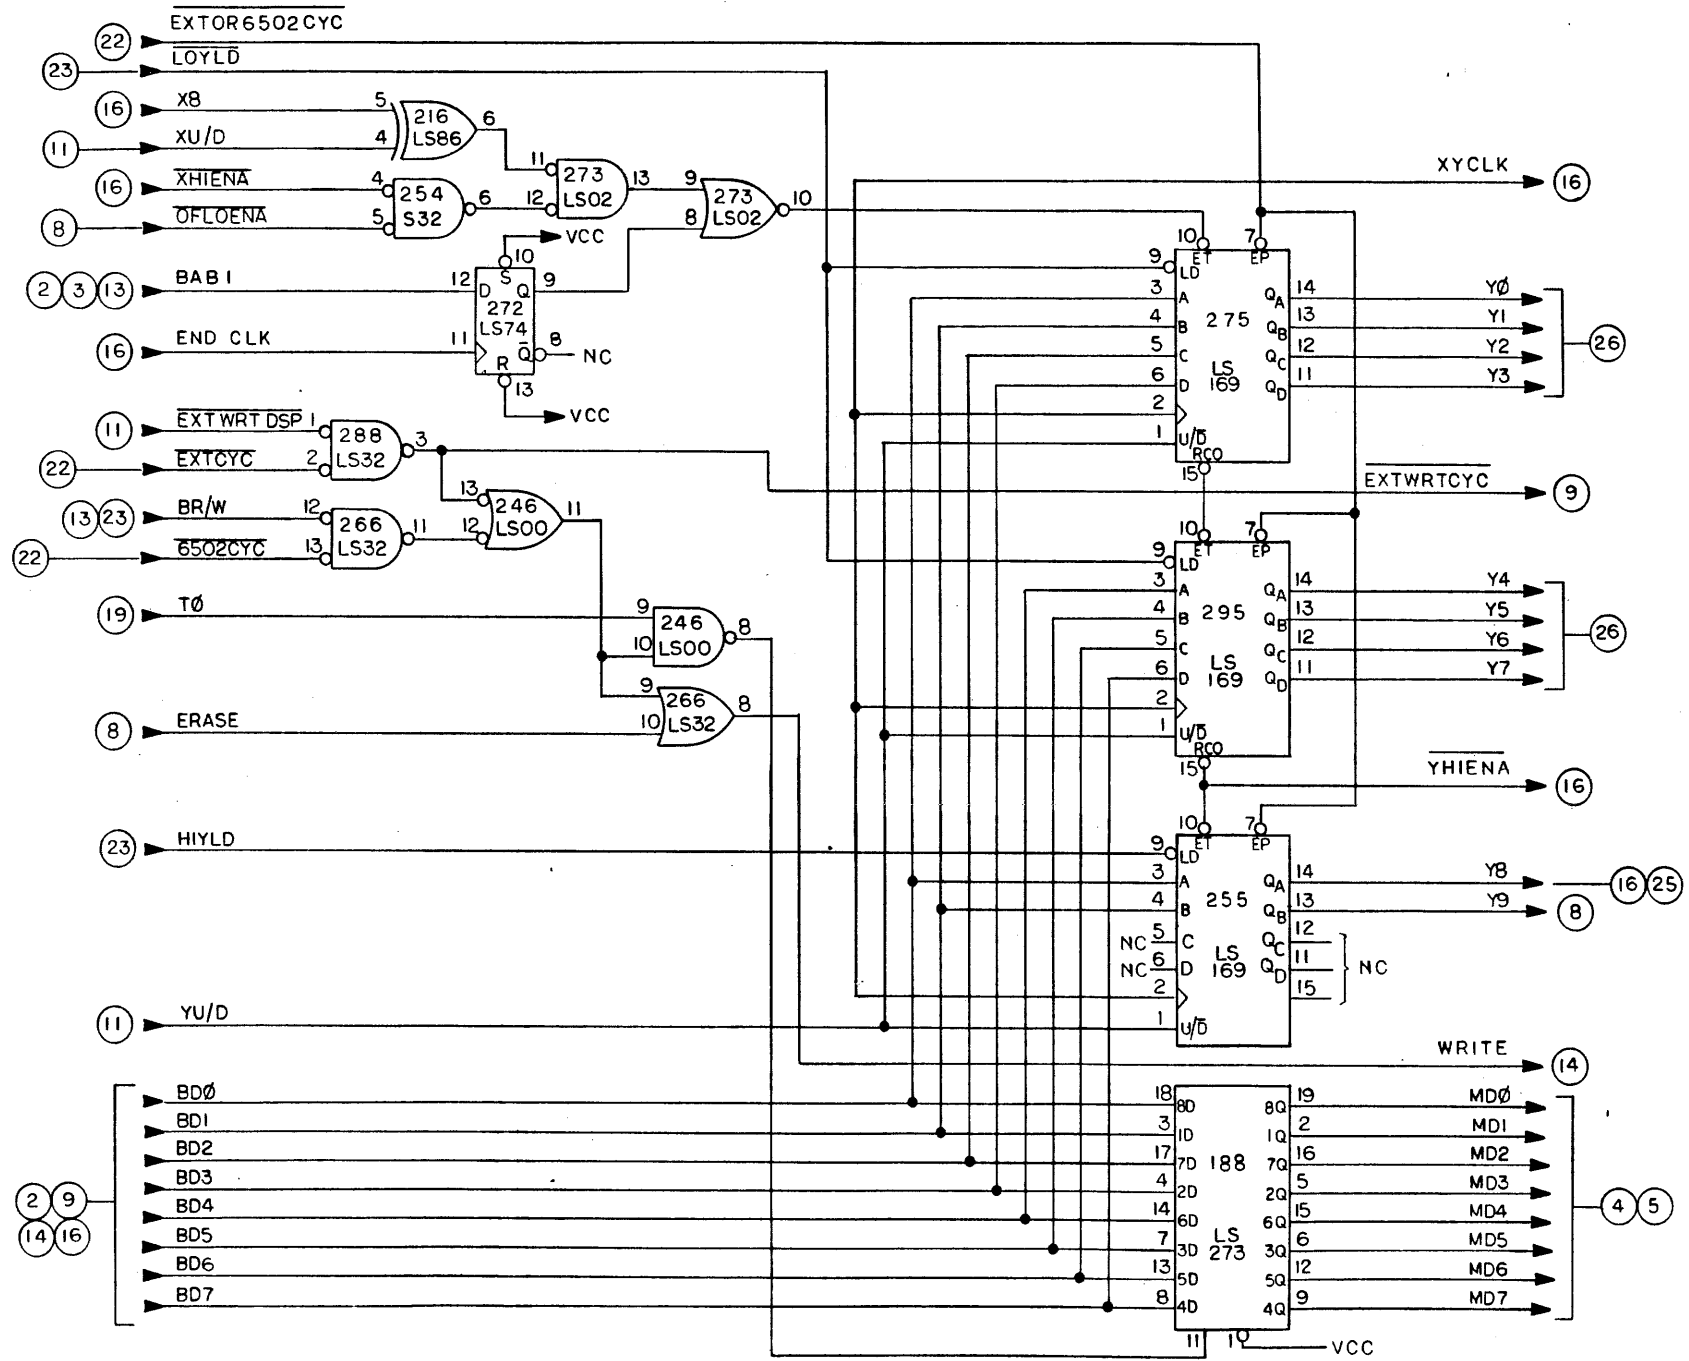 EXTOR6502CYC
22
LOYLD
23
X8 5
16
216
LS86
6
XU/D 4
11
XHIENA 4
16
254
S32
6
OFLOENA 5
8
11
12
273
LS02
13
9
8
273
LS02
10
VCC
10
S
BAB1 12 D Q 9
2 3 13
272
LS74
END CLK 11 Q 8 NC
16
R
13
VCC
EXTWRT DSP 1
11
288
LS32
3
EXTCYC 2
22
BR/W 12
13 23
266
LS32
11
6502CYC 13
22
13
12
246
LS00
11
TØ 9
19
10
246
LS00
8
9
10
266
LS32
8
ERASE
8
HIYLD
23
YU/D
11
XYCLK 16
10 7
ET EP
9 LD
3 A QA 14 YØ
4 B QB 13 Y1
5 C QC 12 Y2
6 D QD 11 Y3
26
275
LS
169
2
1 U/D
RCO
15
EXTWRTCYC 9
10 7
ET EP
9 LD
3 A QA 14 Y4
4 B QB 13 Y5
5 C QC 12 Y6
6 D QD 11 Y7
26
295
LS
169
2
1 U/D
RCO
15
YHIENA 16
10 7
ET EP
9 LD
3 A QA 14 Y8 16 25
4 B QB 13 Y9 8
NC 5 C QC 12
NC 6 D QD 11
15
NC
255
LS
169
2
1 U/D
WRITE 14
BDØ 18 8D 8Q 19 MDØ
BD1 3 1D 1Q 2 MD1
BD2 17 7D 7Q 16 MD2
BD3 4 2D 2Q 5 MD3
BD4 14 6D 6Q 15 MD4
BD5 7 3D 3Q 6 MD5
BD6 13 5D 5Q 12 MD6
BD7 8 4D 4Q 9 MD7
2 9
14 16
188
LS
273
4 5
11 1 VCC